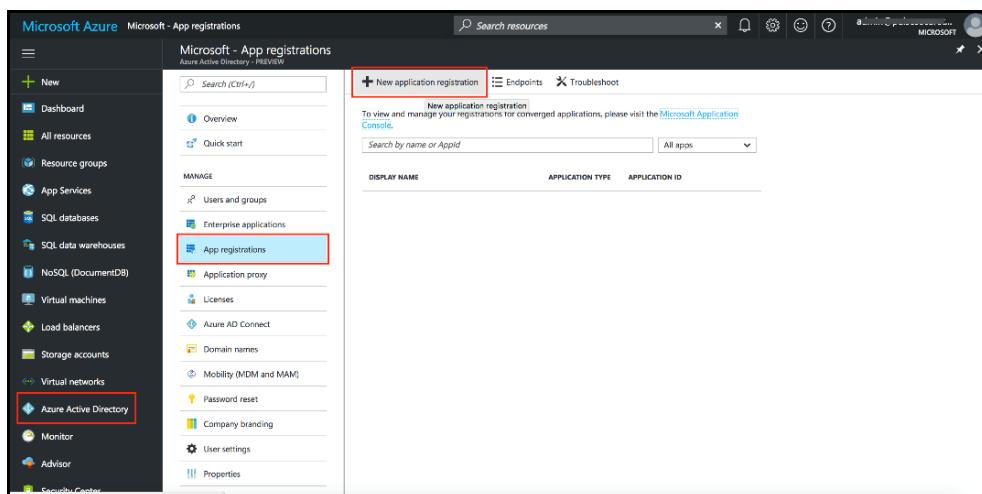 Microsoft Azure Microsoft - App registrations
Search resources
MICROSOFT
Microsoft - App registrations
Azure Active Directory - PREVIEW
New
Dashboard
All resources
Resource groups
App Services
SQL databases
SQL data warehouses
NoSQL (DocumentDB)
Virtual machines
Load balancers
Storage accounts
Virtual networks
Azure Active Directory
Monitor
Advisor
Security Center
Search (Ctrl+/)
Overview
Quick start
MANAGE
Users and groups
Enterprise applications
App registrations
Application proxy
Licenses
Azure AD Connect
Domain names
Mobility (MDM and MAM)
Password reset
Company branding
User settings
Properties
New application registration Endpoints Troubleshoot
New application registration
To view and manage your registrations for converged applications, please visit the Microsoft Application
Console.
Search by name or AppId All apps
DISPLAY NAME APPLICATION TYPE APPLICATION ID